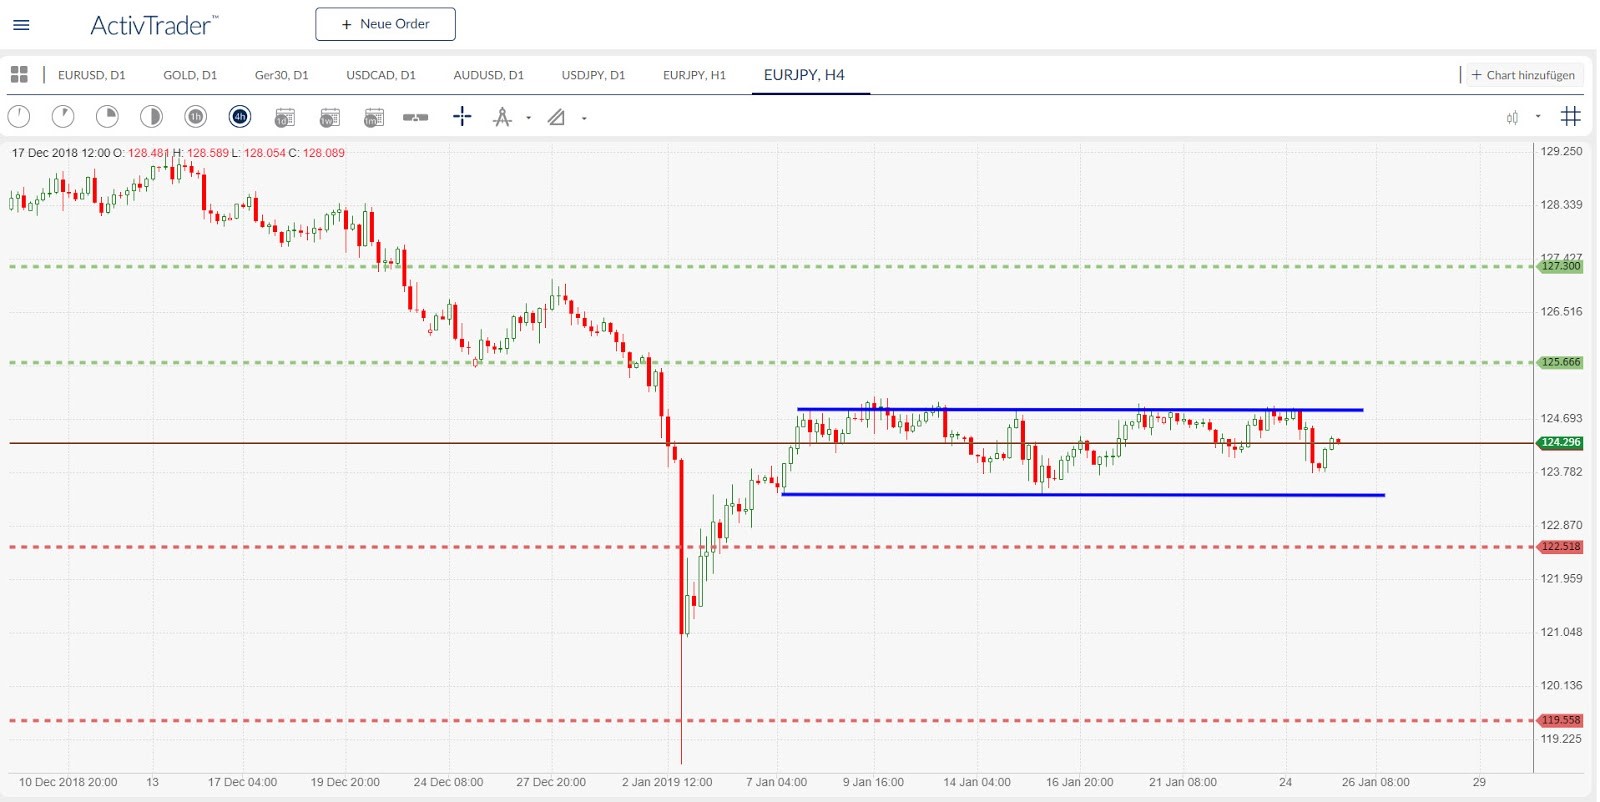 ActivTrader™
+ Neue Order
EURUSD, D1 GOLD, D1 Ger30, D1 USDCAD, D1 AUDUSD, D1 USDJPY, D1 EURJPY, H1 EURJPY, H4 + Chart hinzufügen
1h 4h 1d 1w 1m
17 Dec 2018 12:00 O: 128.481 H: 128.589 L: 128.054 C: 128.089
129.250
128.339
127.427
127.300
126.516
125.666
124.693
124.296
123.782
122.870
122.518
121.959
121.048
120.136
119.558
119.225
10 Dec 2018 20:00 13 17 Dec 04:00 19 Dec 20:00 24 Dec 08:00 27 Dec 20:00 2 Jan 2019 12:00 7 Jan 04:00 9 Jan 16:00 14 Jan 04:00 16 Jan 20:00 21 Jan 08:00 24 26 Jan 08:00 29